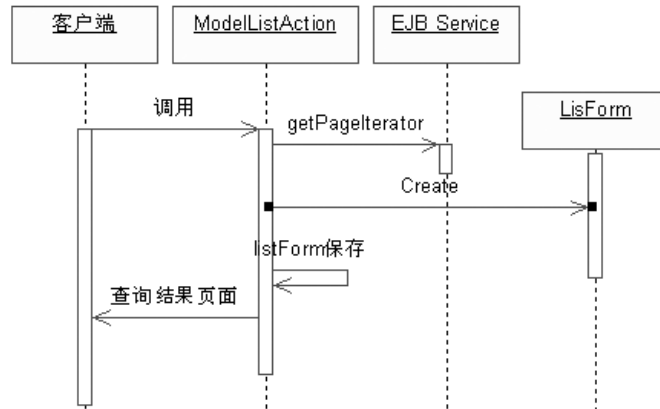 客户端
ModelListAction
EJB Service
LisForm
调用
getPageIterator
Create
listForm保存
查询结果页面